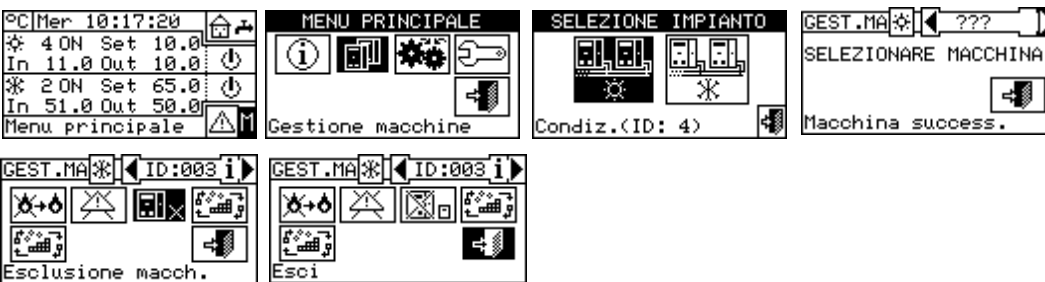 °C Mer 10:17:20
4 ON Set 10.0
In 11.0 Out 10.0
2 ON Set 65.0
In 51.0 Out 50.0
Menu principale M
MENU PRINCIPALE
i
Gestione macchine
SELEZIONE IMPIANTO
Condiz.(ID: 4)
GEST.MA ???
SELEZIONARE MACCHINA
Macchina success.
GEST.MA ID:003 i
Esclusione macch.
GEST.MA ID:003 i
Esci